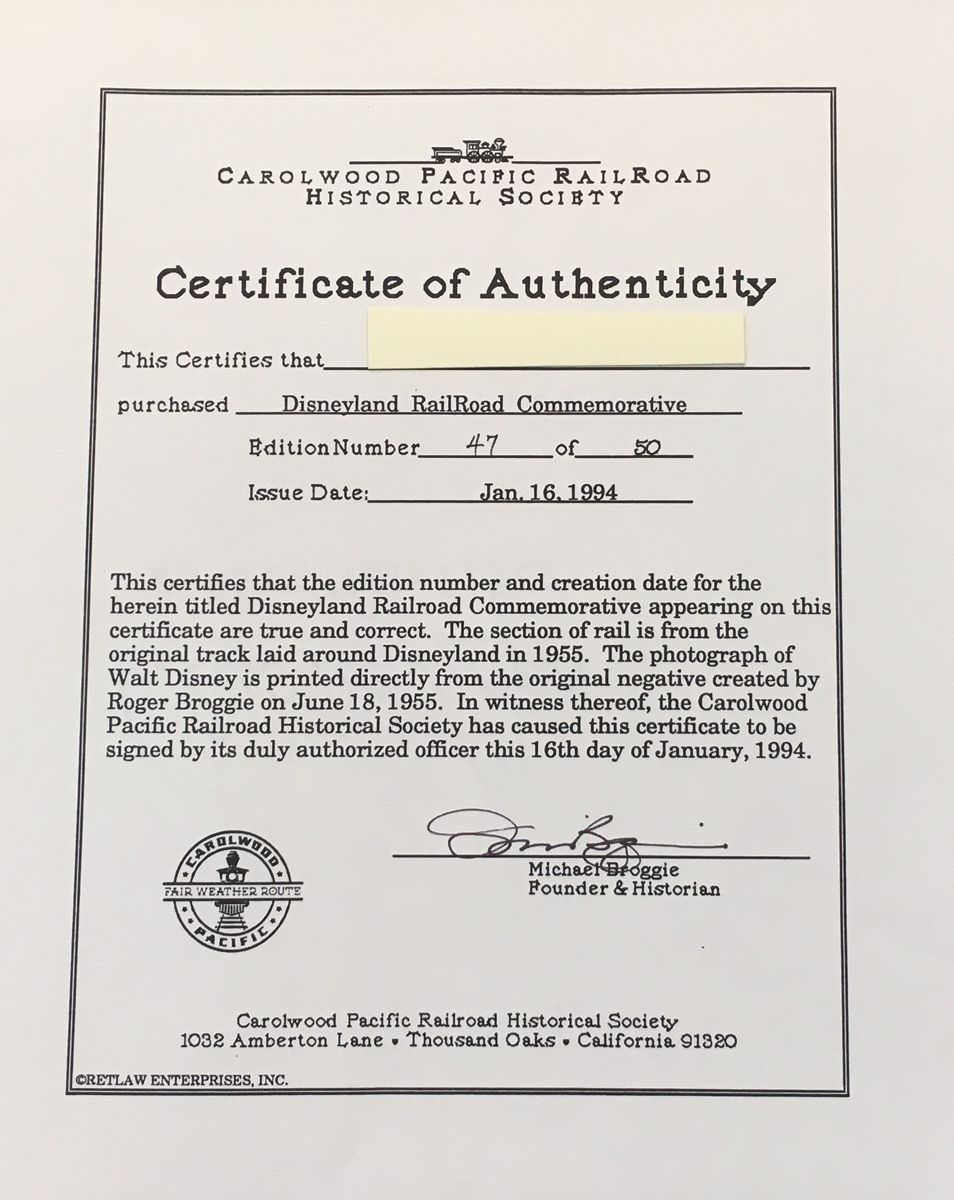 CAROLWOOD PACIFIC RAILROAD
HISTORICAL SOCIETY
Certificate of Authenticity
This Certifies that
purchased Disneyland RailRoad Commemorative
Edition Number 47 of 50
Issue Date: Jan. 16, 1994
This certifies that the edition number and creation date for the
herein titled Disneyland Railroad Commemorative appearing on this
certificate are true and correct. The section of rail is from the
original track laid around Disneyland in 1955. The photograph of
Walt Disney is printed directly from the original negative created by
Roger Broggie on June 18, 1955. In witness thereof, the Carolwood
Pacific Railroad Historical Society has caused this certificate to be
signed by its duly authorized officer this 16th day of January, 1994.
Michael Broggie
Founder & Historian
CAROLWOOD
FAIR WEATHER ROUTE
PACIFIC
Carolwood Pacific Railroad Historical Society
1032 Amberton Lane • Thousand Oaks • California 91320
©RETLAW ENTERPRISES, INC.